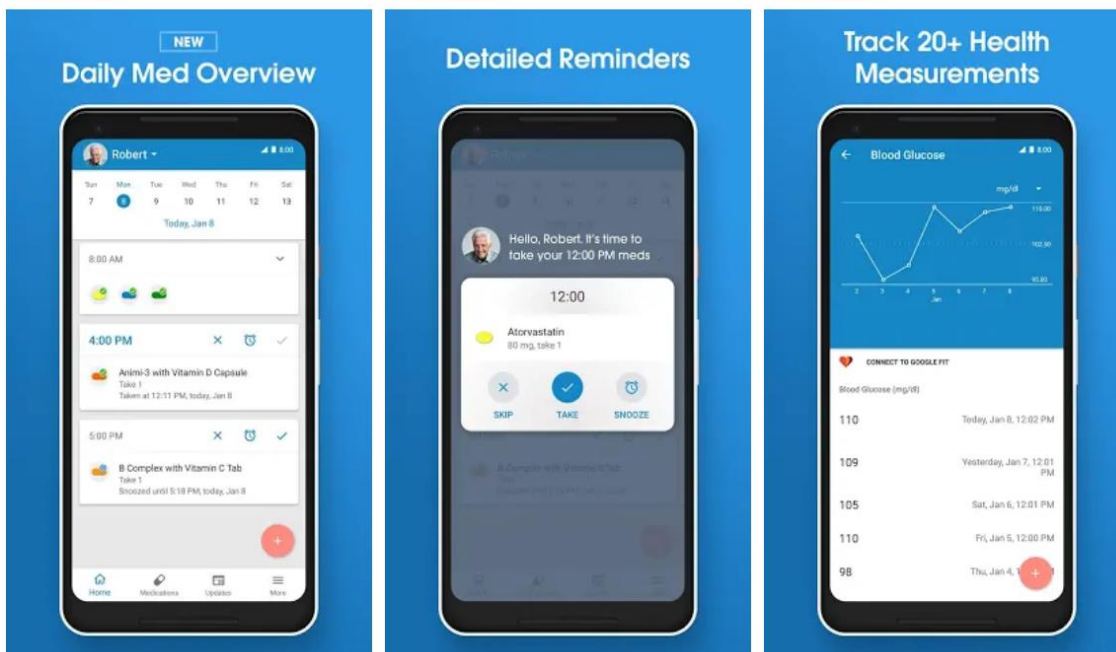 NEW
Daily Med Overview
Robert
8:00
Sun Mon Tue Wed Thu Fri Sat
7 8 9 10 11 12 13
Today, Jan 8
8:00 AM
4:00 PM
Animi-3 with Vitamin D Capsule
Take 1
Taken at 12:11 PM, today, Jan 8
5:00 PM
B Complex with Vitamin C Tab
Take 1
Snoozed until 5:18 PM, today, Jan 8
+
Home Medications Updates More
Detailed Reminders
Hello, Robert. It's time to
take your 12:00 PM meds
12:00
Atorvastatin
80 mg, take 1
SKIP TAKE SNOOZE
B Complex with Vitamin C Tab
Track 20+ Health
Measurements
Blood Glucose
8:00
mg/dl
110.00
102.50
2 3 4 5 6 7 8
Jan
CONNECT TO GOOGLE FIT
Blood Glucose (mg/dl)
110 Today, Jan 8, 12:02 PM
109 Yesterday, Jan 7, 12:01
PM
105 Sat, Jan 6, 12:01 PM
110 Fri, Jan 5, 12:00 PM
98 Thu, Jan 4,
+